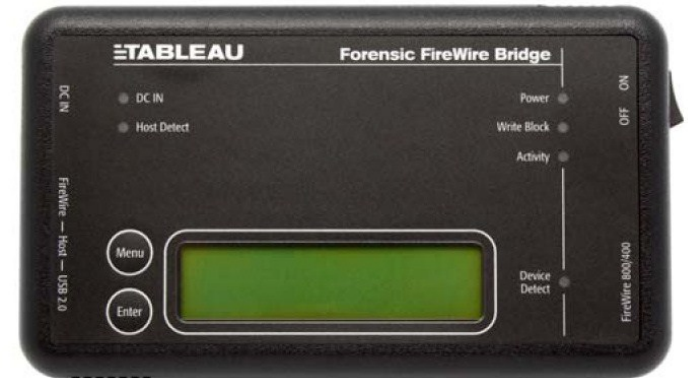 TABLEAU
Forensic FireWire Bridge
DC IN
DC IN
Host Detect
Power
Write Block
Activity
ON
OFF
FireWire — Host — USB 2.0
Menu
Enter
Device
Detect
FireWire 800/400